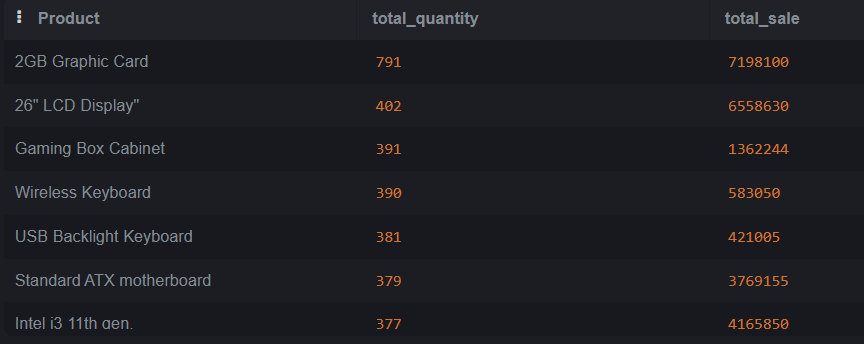 Product total_quantity total_sale
2GB Graphic Card 791 7198100
26" LCD Display" 402 6558630
Gaming Box Cabinet 391 1362244
Wireless Keyboard 390 583050
USB Backlight Keyboard 381 421005
Standard ATX motherboard 379 3769155
Intel i3 11th gen. 377 4165850